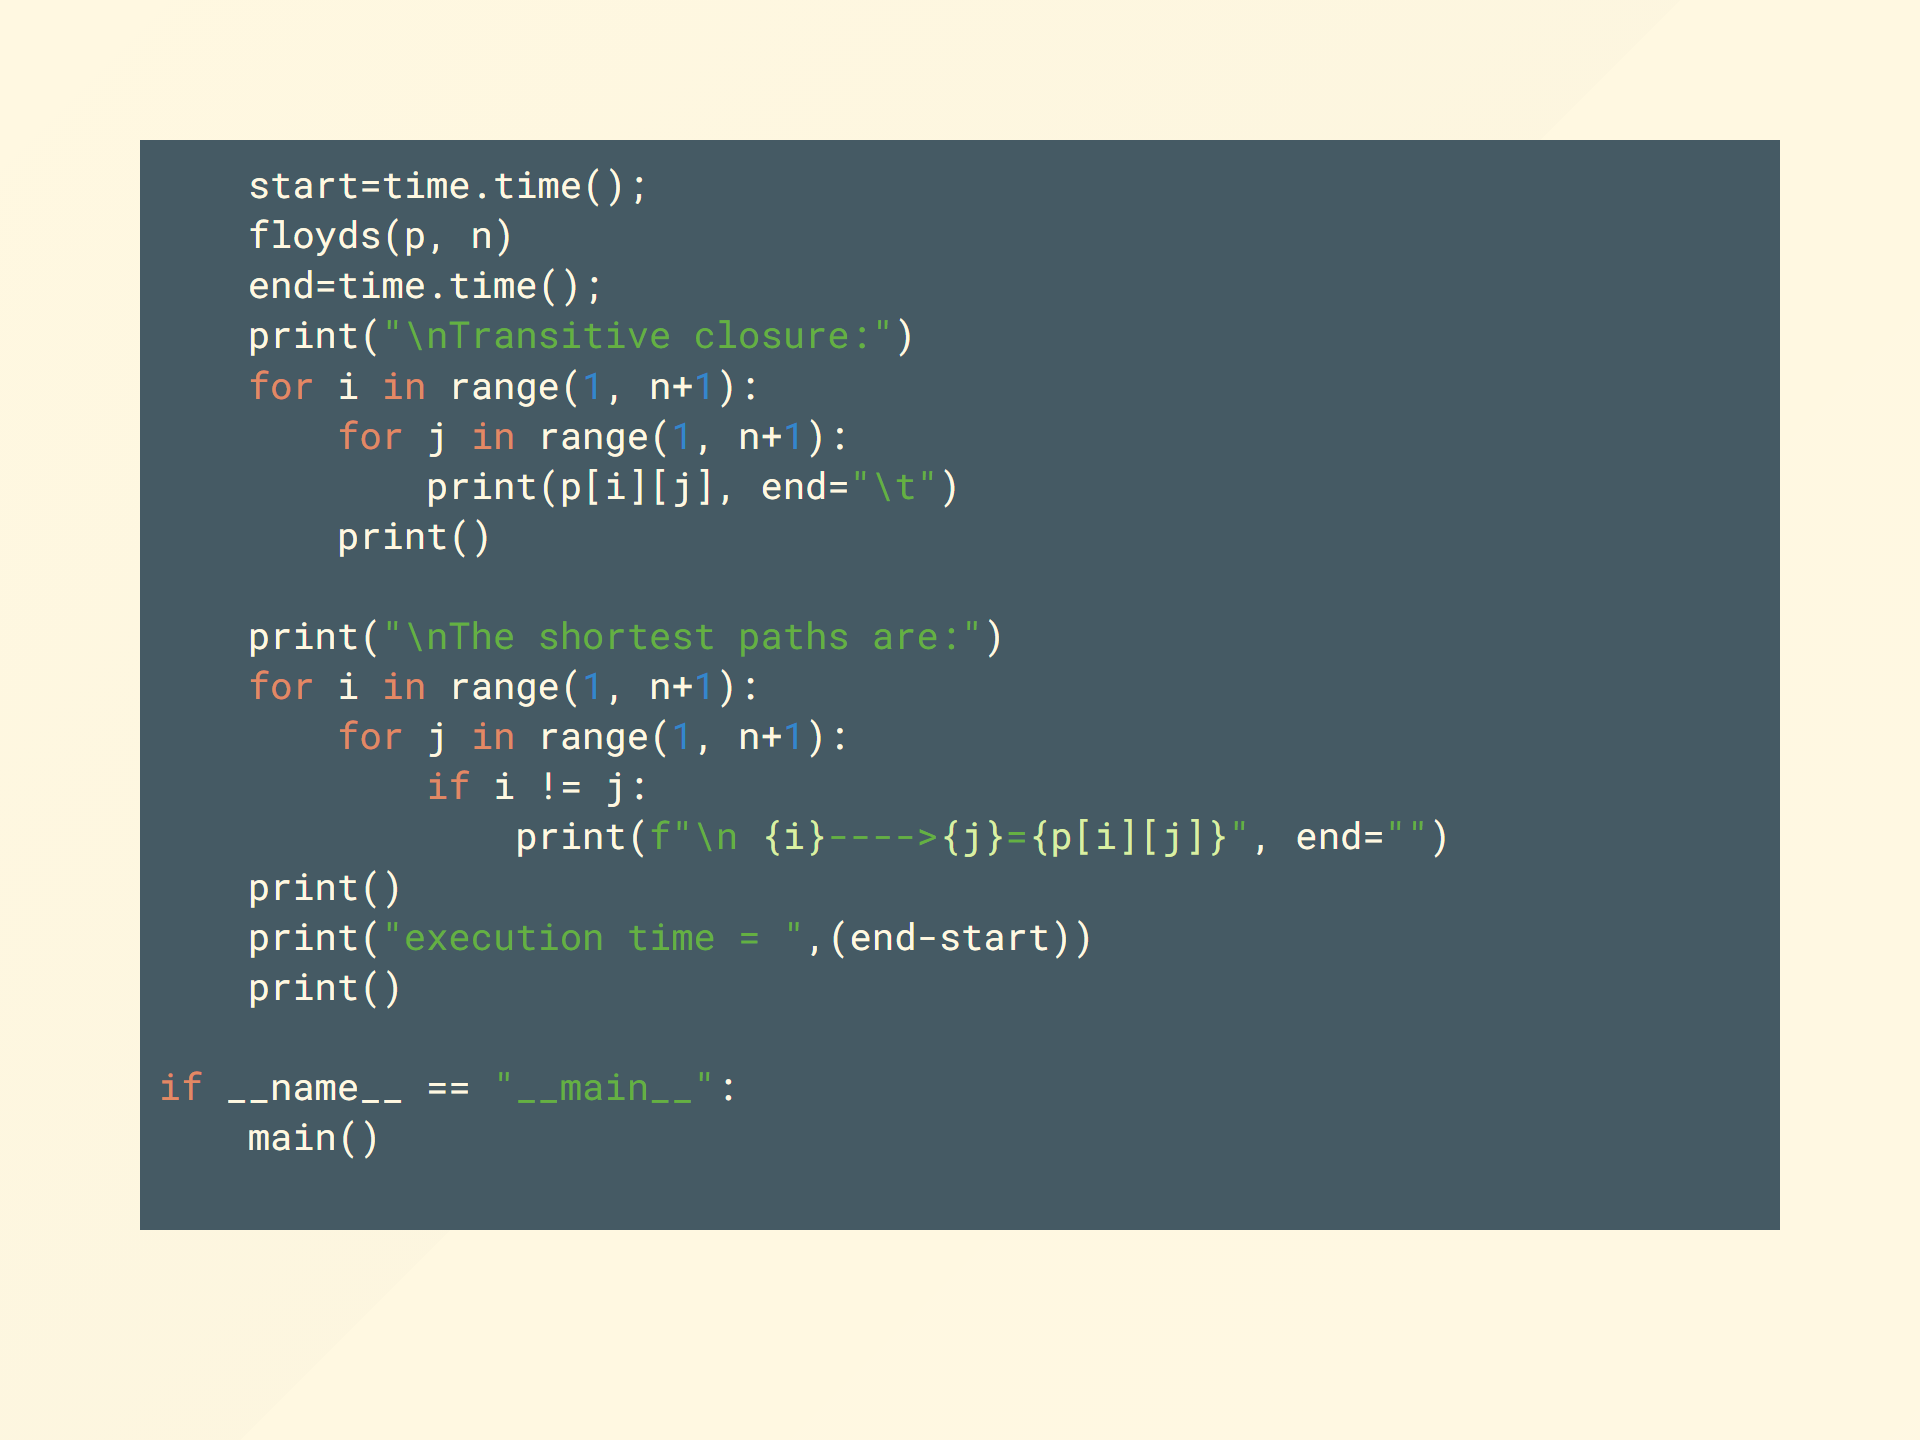 start=time.time();
    floyds(p, n)
    end=time.time();
    print("\nTransitive closure:")
    for i in range(1, n+1):
        for j in range(1, n+1):
            print(p[i][j], end="\t")
        print()

    print("\nThe shortest paths are:")
    for i in range(1, n+1):
        for j in range(1, n+1):
            if i != j:
                print(f"\n {i}---->{j}={p[i][j]}", end="")
    print()
    print("execution time = ",(end-start))
    print()

if __name__ == "__main__":
    main()